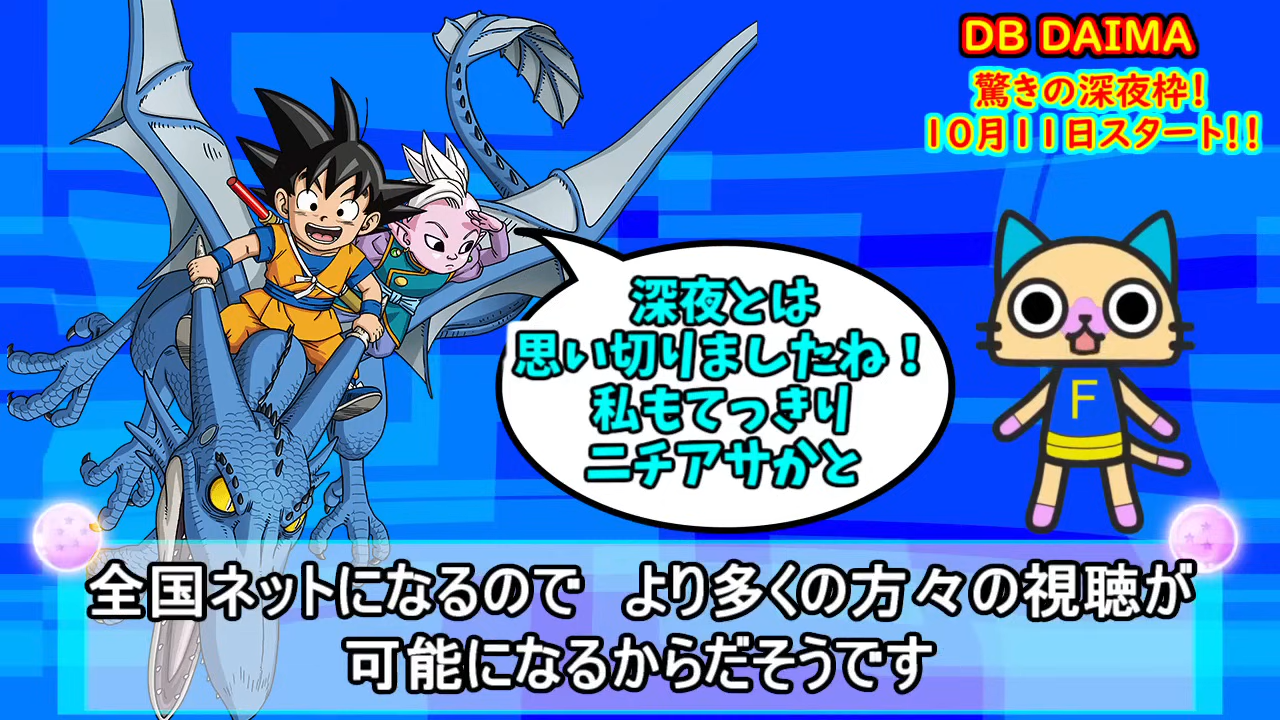 DB DAIMA
驚きの深夜枠！
１０月１１日スタート！！
深夜とは
思い切りましたね！
私もてっきり
ニチアサかと
F
全国ネットになるので　より多くの方々の視聴が
可能になるからだそうです